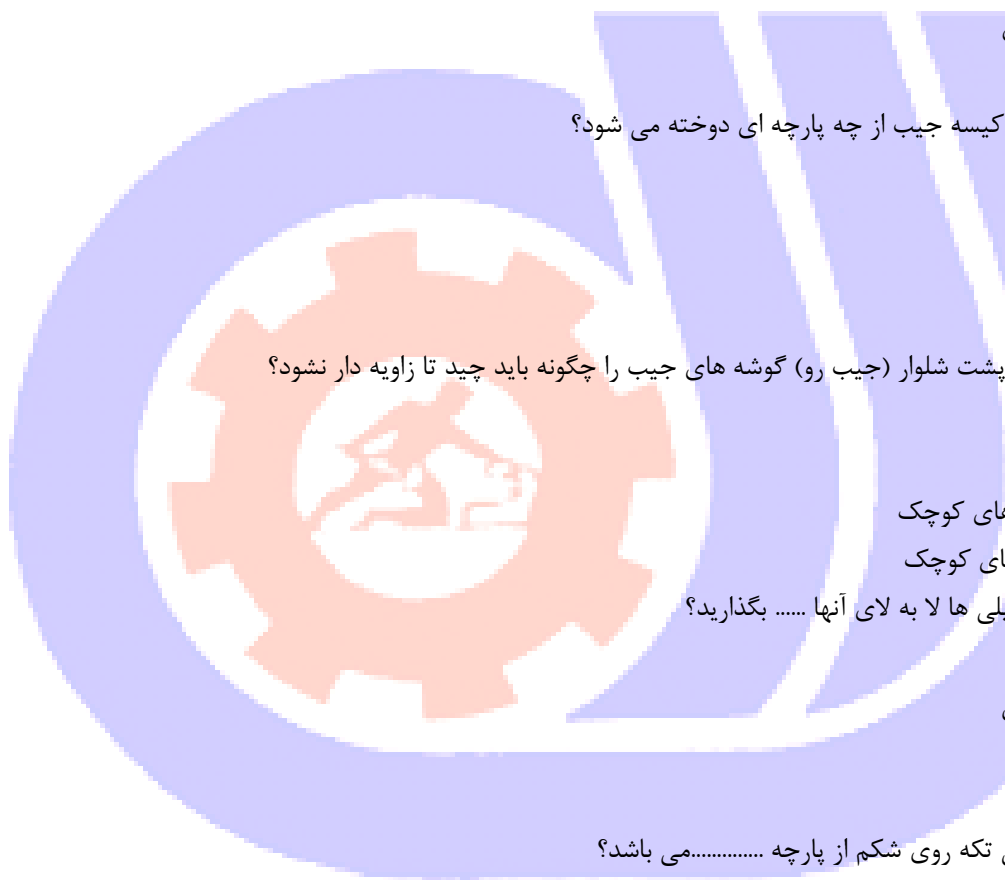 کیسه جیب از چه پارچه ای دوخته می شود؟
پشت شلوار (جیب رو) گوشه های جیب را چگونه باید چید تا زاویه دار نشود؟
های کوچک
های کوچک
ها لا به لای آنها ...... بگذارید؟
تکه روی شکم از پارچه ..............می باشد؟